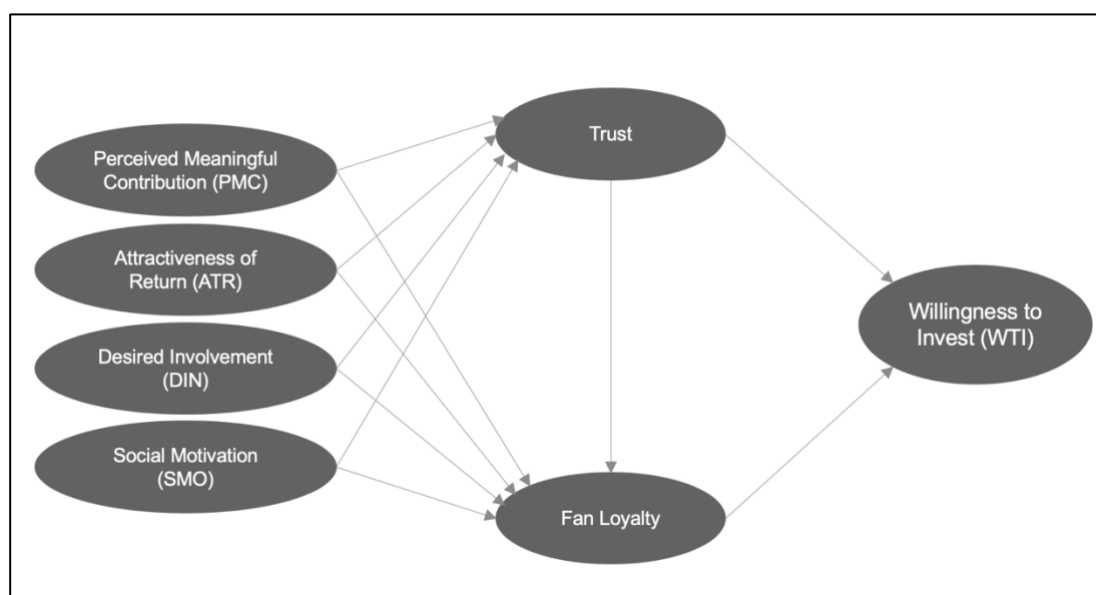 Perceived Meaningful
Contribution (PMC)
Attractiveness of
Return (ATR)
Desired Involvement
(DIN)
Social Motivation
(SMO)
Trust
Fan Loyalty
Willingness to
Invest (WTI)